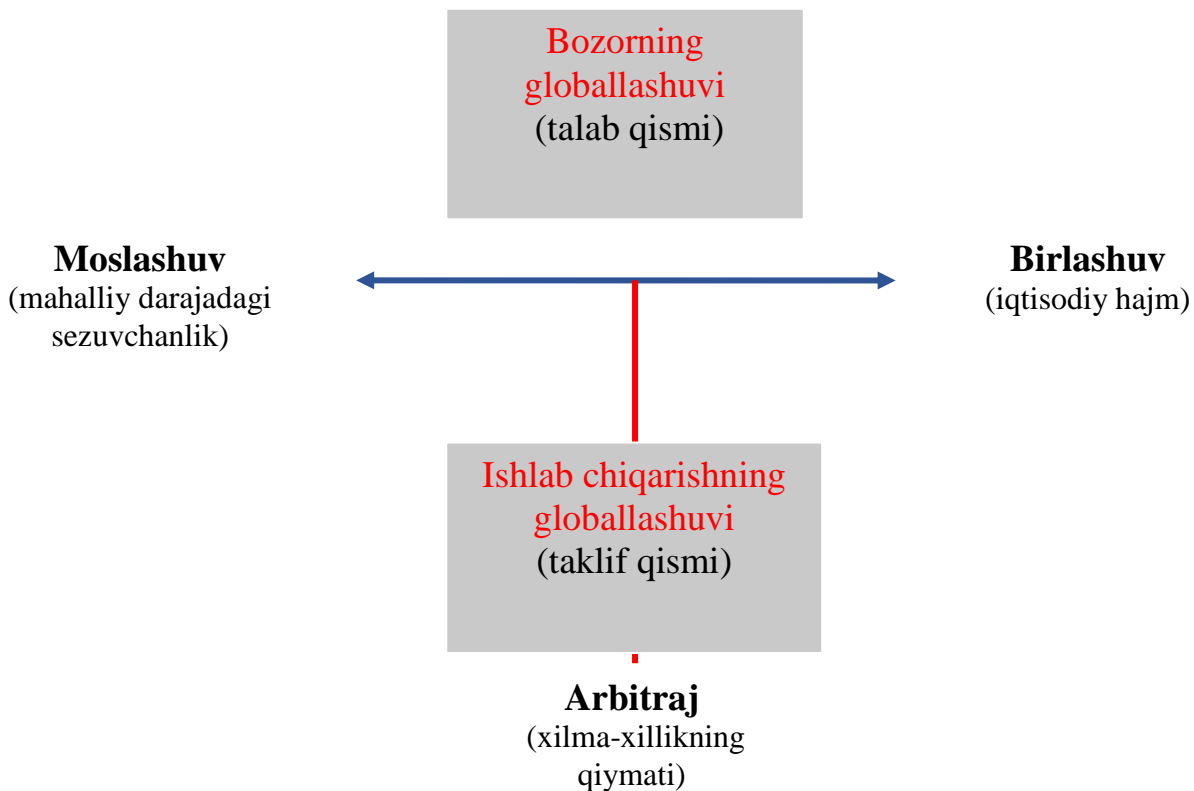 Bozorning
globallashuvi
(talab qismi)
Moslashuv
(mahalliy darajadagi
sezuvchanlik)
Birlashuv
(iqtisodiy hajm)
Ishlab chiqarishning
globallashuvi
(taklif qismi)
Arbitraj
(xilma-xillikning
qiymati)